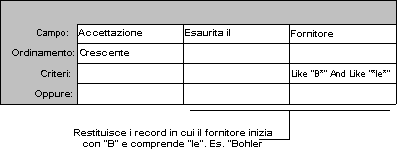 Campo: Accettazione Esaurita il Fornitore
Ordinamento: Crescente
Criteri: Like "B*" And Like "*le*"
Oppure:
Restituisce i record in cui il fornitore inizia
con "B" e comprende "le". Es. "Bohler